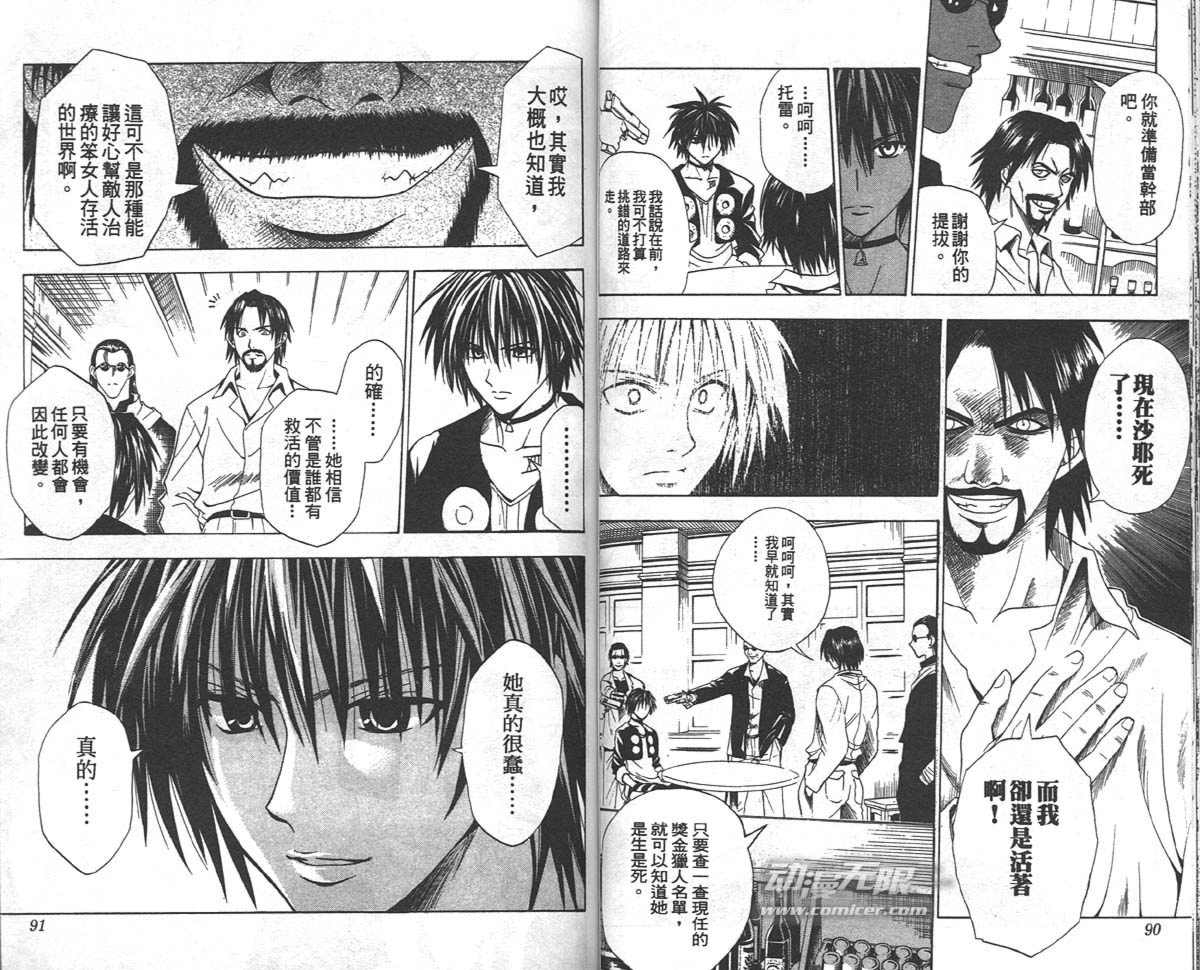 你就準備當幹部
吧。
謝謝你的
提拔。
…呵呵…
托雷。
我話說在前，
我可不打算
挑錯的道路來
走。
現在沙耶死
了……
而我
卻還是活著
啊！
呵呵呵，其實
我早就知道了
……
只要查一查現任的
獎金獵人名單，
就可以知道她
是生是死。
哎，其實我
大概也知道，
這可不是那種能
讓好心幫敵人治
療的笨女人存活
的世界啊。
………
的確……
……她相信
不管是誰都有
救活的價值…
只要有機會，
任何人都會
因此改變。
她真的很蠢……
真的……
90
91
动漫无限
www.comicer.com